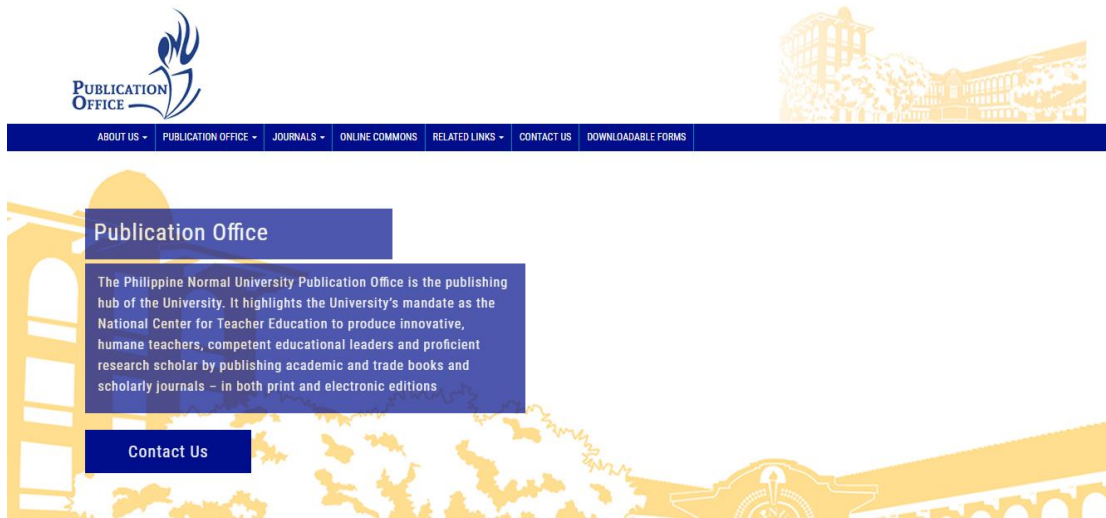 PNU
PUBLICATION
OFFICE
ABOUT US PUBLICATION OFFICE JOURNALS ONLINE COMMONS RELATED LINKS CONTACT US DOWNLOADABLE FORMS
Publication Office
The Philippine Normal University Publication Office is the publishing
hub of the University. It highlights the University's mandate as the
National Center for Teacher Education to produce innovative,
humane teachers, competent educational leaders and proficient
research scholar by publishing academic and trade books and
scholarly journals – in both print and electronic editions
Contact Us